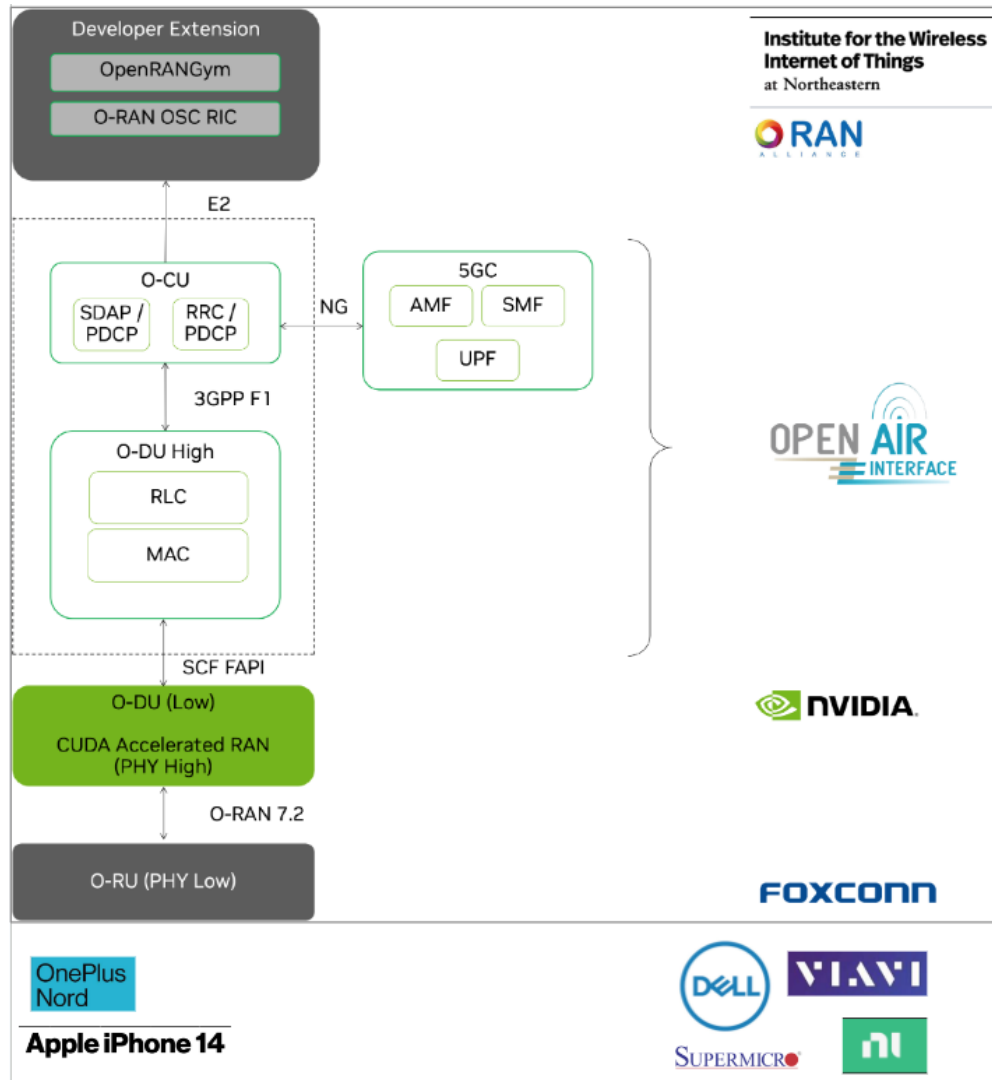 Developer Extension
OpenRANGym
O-RAN OSC RIC
Institute for the Wireless
Internet of Things
at Northeastern
O RAN
ALLIANCE
E2
O-CU
SDAP /
PDCP
RRC /
PDCP
NG
5GC
AMF
SMF
UPF
3GPP F1
O-DU High
RLC
MAC
OPEN AIR
INTERFACE
SCF FAPI
O-DU (Low)
CUDA Accelerated RAN
(PHY High)
NVIDIA.
O-RAN 7.2
O-RU (PHY Low)
FOXCONN
OnePlus
Nord
Apple iPhone 14
DELL
VIAVI
SUPERMICRO
ni